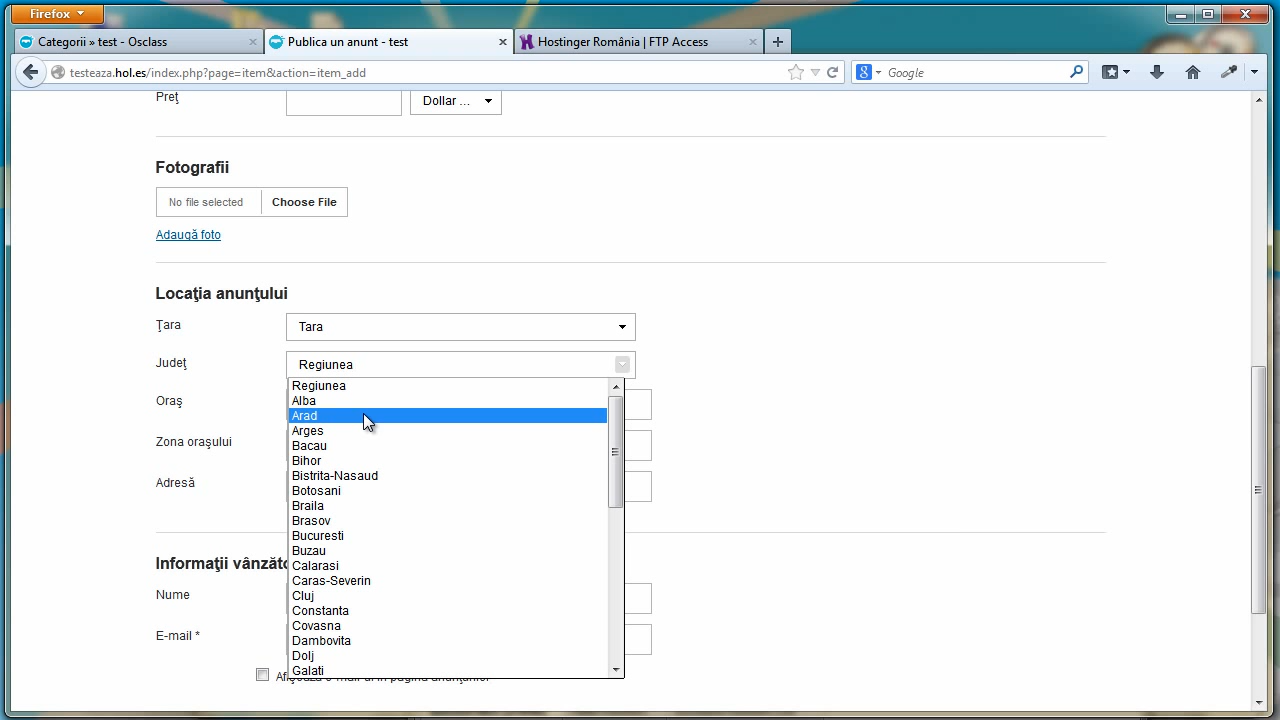 Firefox
Categorii » test - Osclass
Publica un anunt - test
Hostinger România | FTP Access
testeaza.hol.es/index.php?page=item&action=item_add
Google
Preţ
Dollar ...
Fotografii
No file selected
Choose File
Adaugă foto
Locaţia anunţului
Ţara
Tara
Judeţ
Regiunea
Regiunea
Alba
Oraş
Arad
Arges
Zona oraşului
Bacau
Bihor
Bistrita-Nasaud
Adresă
Botosani
Braila
Brasov
Bucuresti
Buzau
Informaţii vânzăto
Calarasi
Caras-Severin
Nume
Cluj
Constanta
Covasna
E-mail *
Dambovita
Dolj
Galati